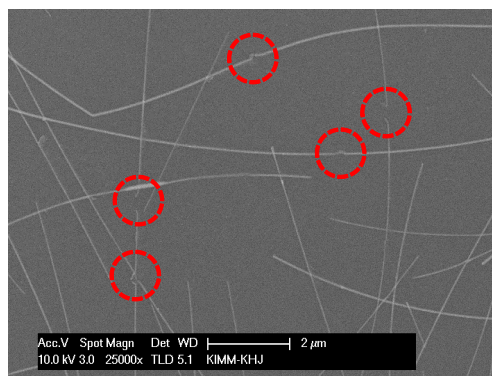 Acc.V Spot Magn Det WD 2 µm
10.0 kV 3.0 25000x TLD 5.1 KIMM-KHJ